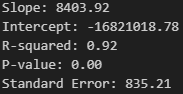 Slope: 8403.92
Intercept: -16821018.78
R-squared: 0.92
P-value: 0.00
Standard Error: 835.21